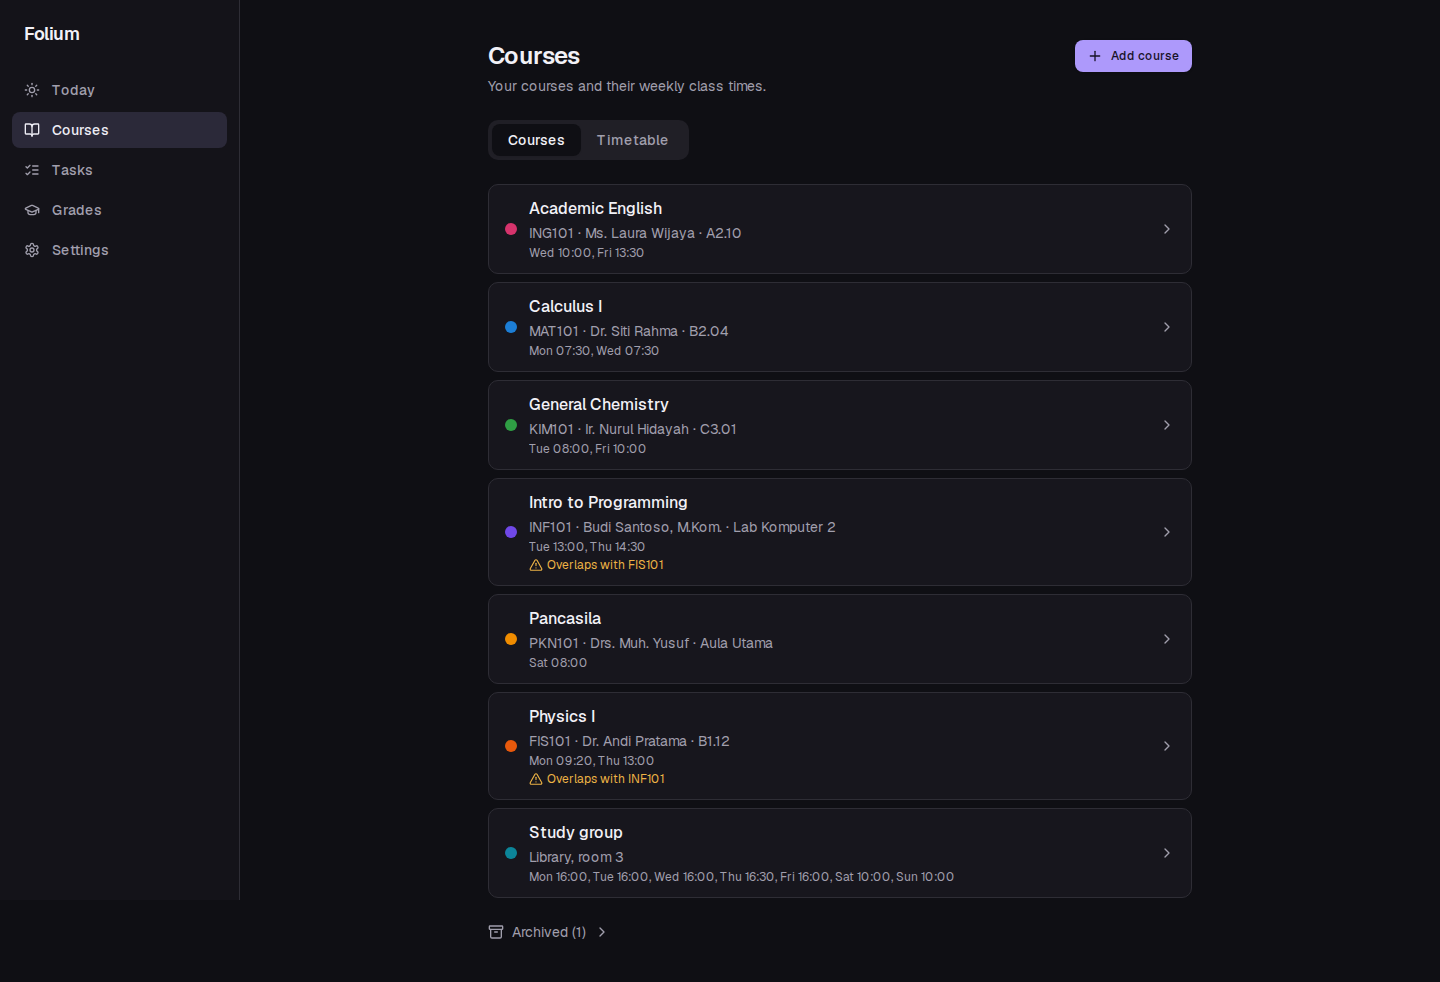 Folium
Today
Courses
Tasks
Grades
Settings
Courses
Add course
Your courses and their weekly class times.
Courses
Timetable
Academic English
ING101 · Ms. Laura Wijaya · A2.10
Wed 10:00, Fri 13:30
Calculus I
MAT101 · Dr. Siti Rahma · B2.04
Mon 07:30, Wed 07:30
General Chemistry
KIM101 · Ir. Nurul Hidayah · C3.01
Tue 08:00, Fri 10:00
Intro to Programming
INF101 · Budi Santoso, M.Kom. · Lab Komputer 2
Tue 13:00, Thu 14:30
Overlaps with FIS101
Pancasila
PKN101 · Drs. Muh. Yusuf · Aula Utama
Sat 08:00
Physics I
FIS101 · Dr. Andi Pratama · B1.12
Mon 09:20, Thu 13:00
Overlaps with INF101
Study group
Library, room 3
Mon 16:00, Tue 16:00, Wed 16:00, Thu 16:30, Fri 16:00, Sat 10:00, Sun 10:00
Archived (1)